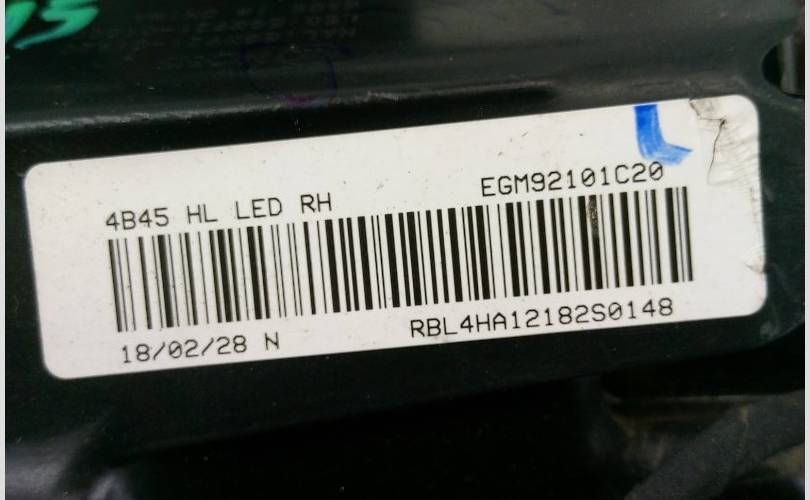 4B45 HL LED RH
EGM92101C20
18/02/28 N
RBL4HA12182S0148